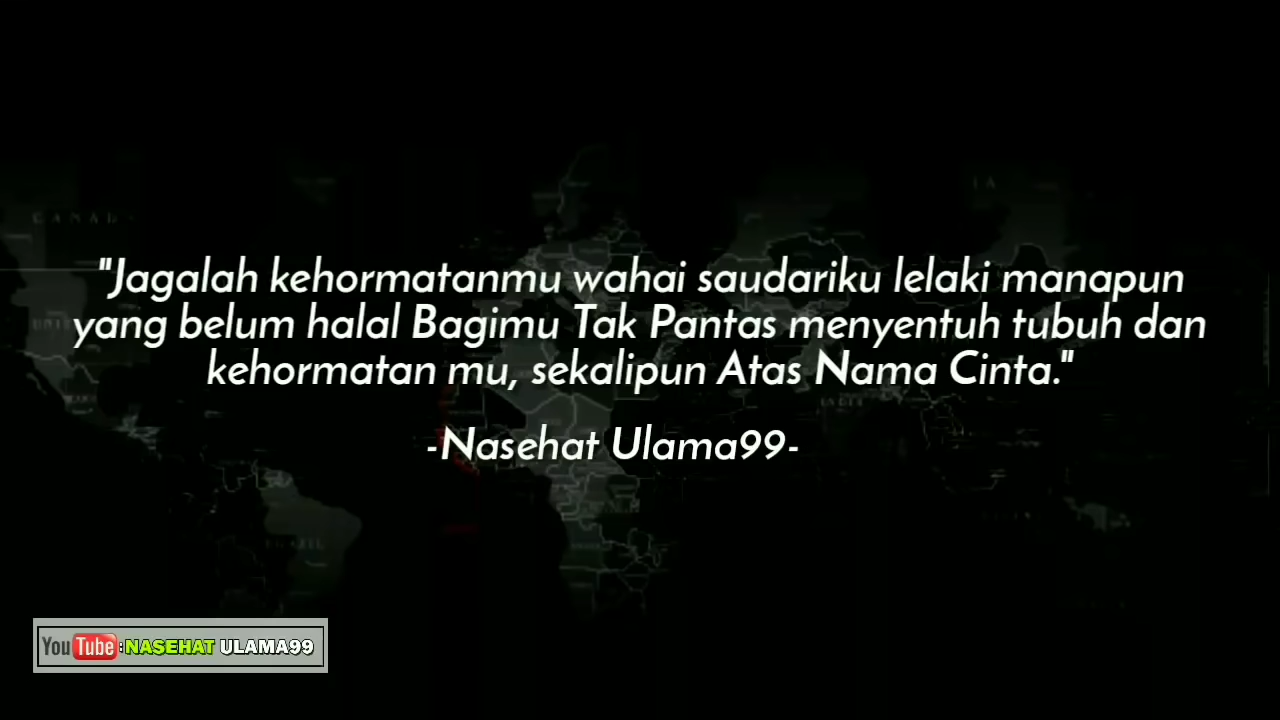 "Jagalah kehormatanmu wahai saudariku lelaki manapun
yang belum halal Bagimu Tak Pantas menyentuh tubuh dan
kehormatan mu, sekalipun Atas Nama Cinta."
-Nasehat Ulama99-
YouTube:NASEHAT ULAMA99